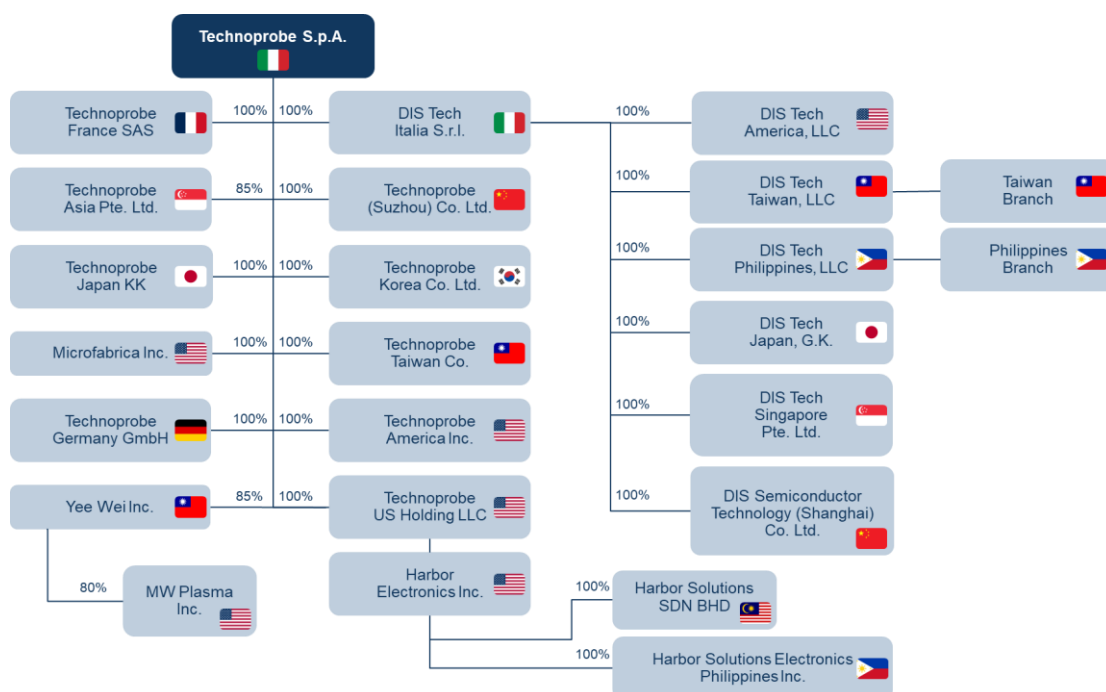 Technoprobe S.p.A.
Technoprobe
France SAS
100%
100%
DIS Tech
Italia S.r.l.
100%
DIS Tech
America, LLC
Technoprobe
Asia Pte. Ltd.
85%
100%
Technoprobe
(Suzhou) Co. Ltd.
100%
DIS Tech
Taiwan, LLC
Taiwan
Branch
Technoprobe
Japan KK
100%
100%
Technoprobe
Korea Co. Ltd.
100%
DIS Tech
Philippines, LLC
Philippines
Branch
Microfabrica Inc.
100%
100%
Technoprobe
Taiwan Co.
100%
DIS Tech
Japan, G.K.
Technoprobe
Germany GmbH
100%
100%
Technoprobe
America Inc.
100%
DIS Tech
Singapore
Pte. Ltd.
Yee Wei Inc.
85%
100%
Technoprobe
US Holding LLC
100%
DIS Semiconductor
Technology (Shanghai)
Co. Ltd.
80%
MW Plasma
Inc.
Harbor
Electronics Inc.
100%
Harbor Solutions
SDN BHD
100%
Harbor Solutions Electronics
Philippines Inc.